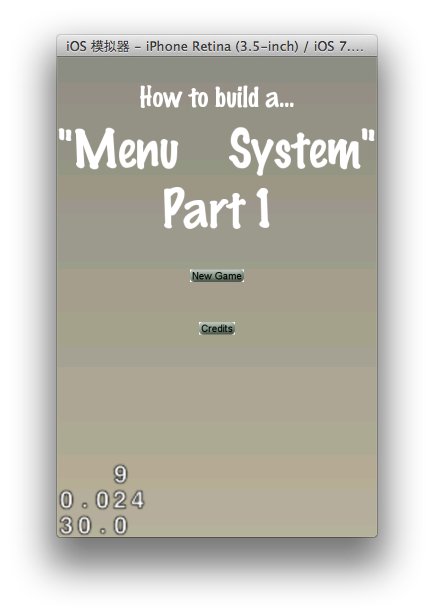 iOS 模拟器 - iPhone Retina (3.5-inch) / iOS 7....
How to build a...
"Menu System"
Part 1
New Game
Credits
9
0.024
30.0